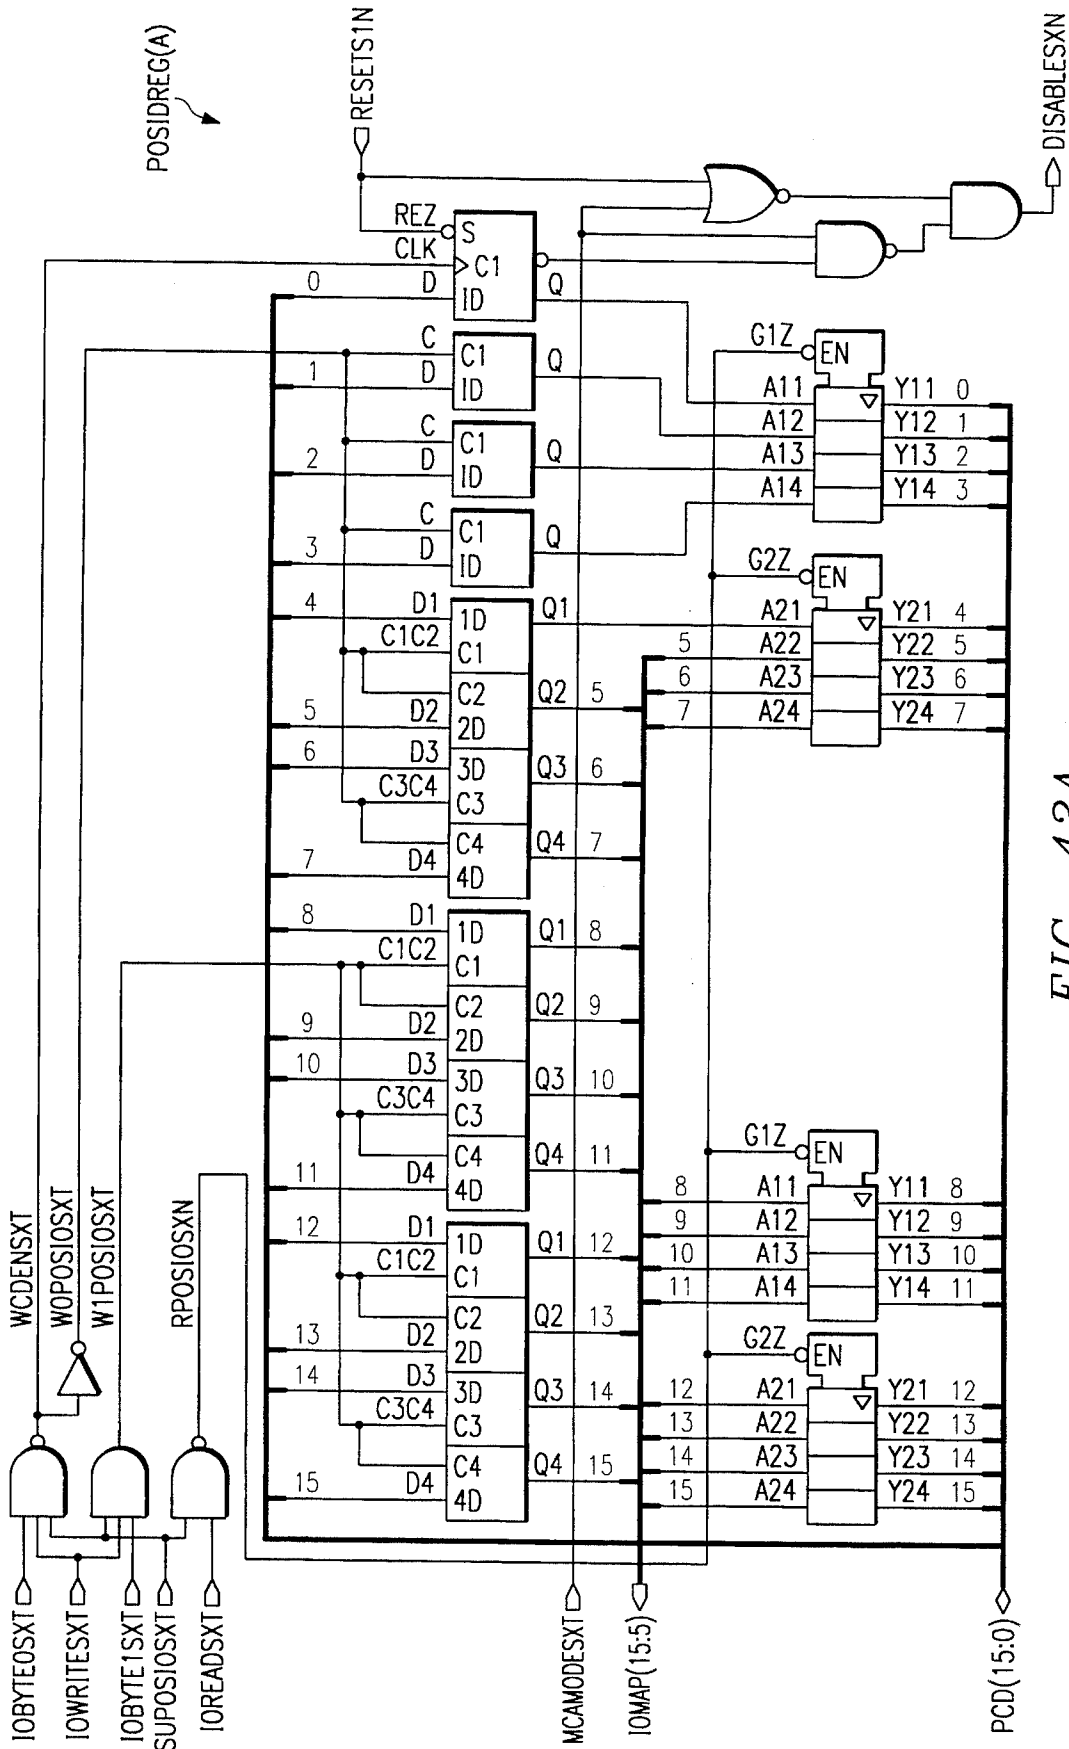 POSIDREG(A)
RESETS1N
DISABLESXN
REZ
S
CLK
C1
0
D
1D
Q
C
C1
1
D
1D
Q
C
C1
2
D
1D
Q
C
C1
3
D
1D
Q
4
D1
1D
Q1
C1C2
C1
C2
Q2
5
5
D2
2D
6
D3
3D
Q3
6
C3C4
C3
C4
Q4
7
7
D4
4D
8
D1
1D
Q1
8
C1C2
C1
C2
Q2
9
9
D2
2D
10
D3
3D
Q3
10
C3C4
C3
C4
Q4
11
11
D4
4D
12
D1
1D
Q1
12
C1C2
C1
C2
Q2
13
13
D2
2D
14
D3
3D
Q3
14
C3C4
C3
C4
Q4
15
15
D4
4D
G1Z
EN
A11
Y11
0
A12
Y12
1
A13
Y13
2
A14
Y14
3
G2Z
EN
A21
Y21
4
5
A22
Y22
5
6
A23
Y23
6
7
A24
Y24
7
G1Z
EN
8
A11
Y11
8
9
A12
Y12
9
10
A13
Y13
10
11
A14
Y14
11
G2Z
EN
12
A21
Y21
12
13
A22
Y22
13
14
A23
Y23
14
15
A24
Y24
15
WCDENSXT
W0POSIOSXT
W1POSIOSXT
RPOSIOSXN
IOBYTE0SXT
IOWRITESXT
IOBYTE1SXT
SUPOSIOSXT
IOREADSXT
MCAMODESXT
IOMAP(15:5)
PCD(15:0)